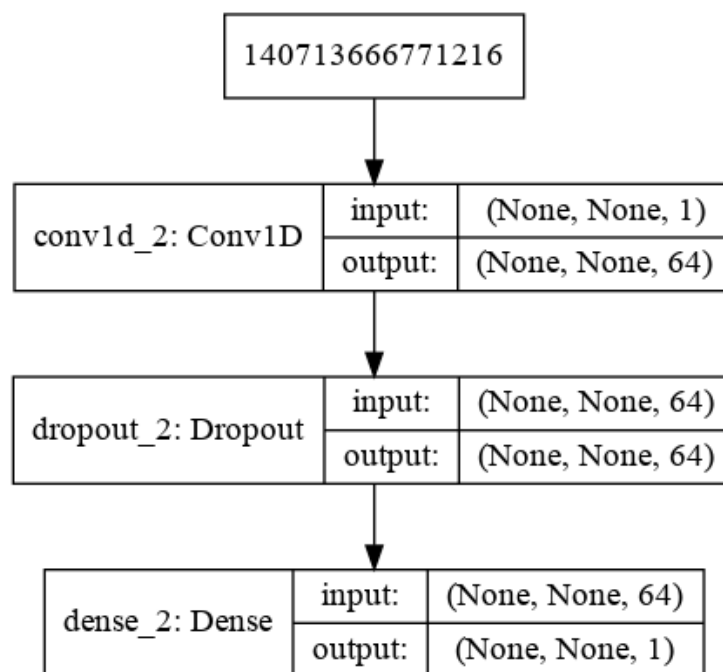 140713666771216
conv1d_2: Conv1D
input: (None, None, 1)
output: (None, None, 64)
dropout_2: Dropout
input: (None, None, 64)
output: (None, None, 64)
dense_2: Dense
input: (None, None, 64)
output: (None, None, 1)